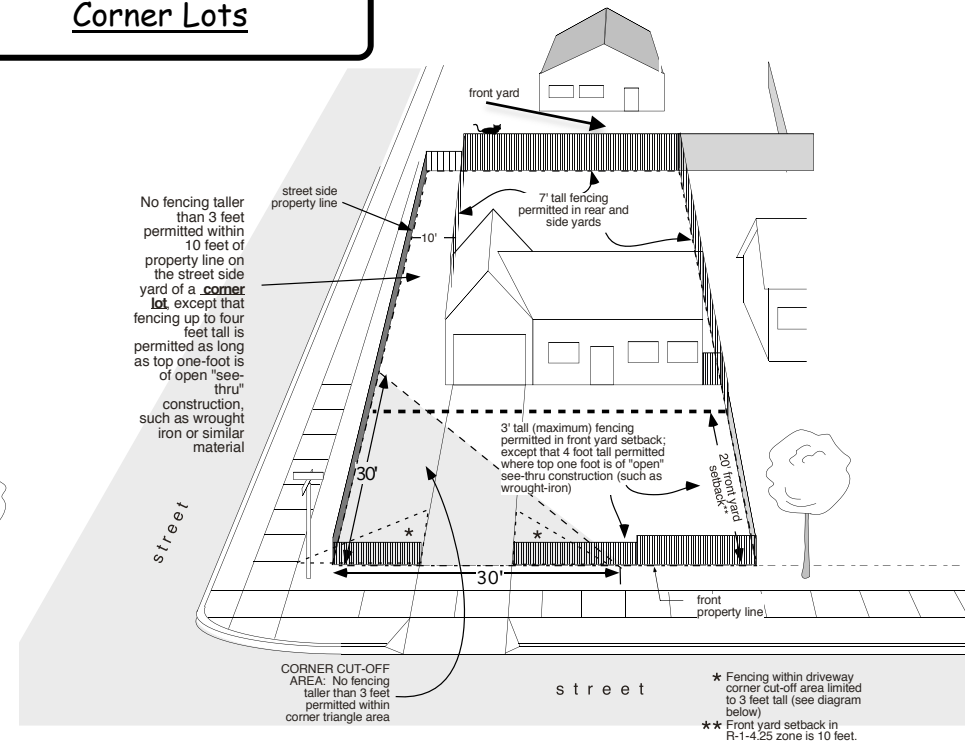 Corner Lots
front yard
street side
property line
7' tall fencing
permitted in rear and
side yards
10'
No fencing taller
than 3 feet
permitted within
10 feet of
property line on
the street side
yard of a corner
lot, except that
fencing up to four
feet tall is
permitted as long
as top one-foot is
of open "see-
thru"
construction,
such as wrought
iron or similar
material
3' tall (maximum) fencing
permitted in front yard setback;
except that 4 foot tall permitted
where top one foot is of "open"
see-thru construction (such as
wrought-iron)
20' front yard
setback**
30'
*
*
30'
street
front
property line
CORNER CUT-OFF
AREA: No fencing
taller than 3 feet
permitted within
corner triangle area
street
* Fencing within driveway
corner cut-off area limited
to 3 feet tall (see diagram
below)
** Front yard setback in
R-1-4.25 zone is 10 feet.